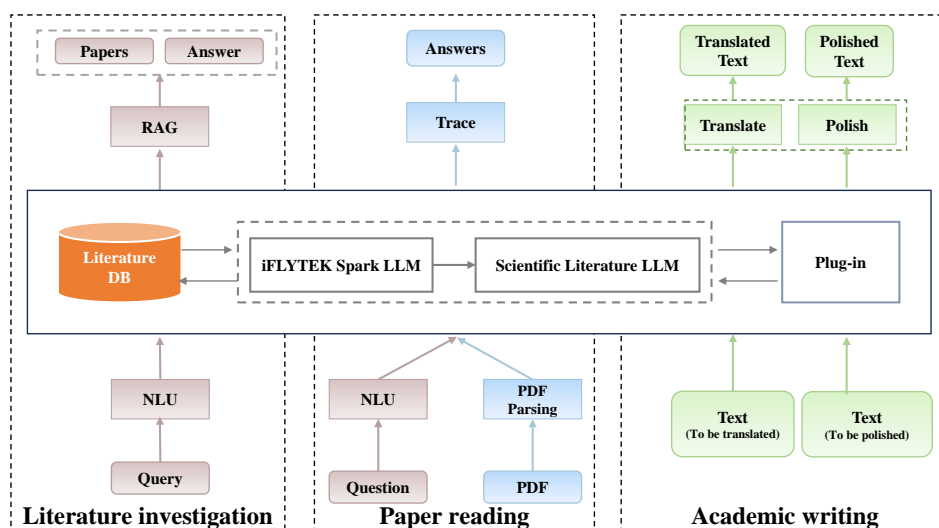 Papers
Answer
Answers
Translated
Text
Polished
Text
RAG
Trace
Translate
Polish
Literature
DB
iFLYTEK Spark LLM
Scientific Literature LLM
Plug-in
NLU
NLU
PDF
Parsing
Text
(To be translated)
Text
(To be polished)
Query
Question
PDF
Literature investigation
Paper reading
Academic writing